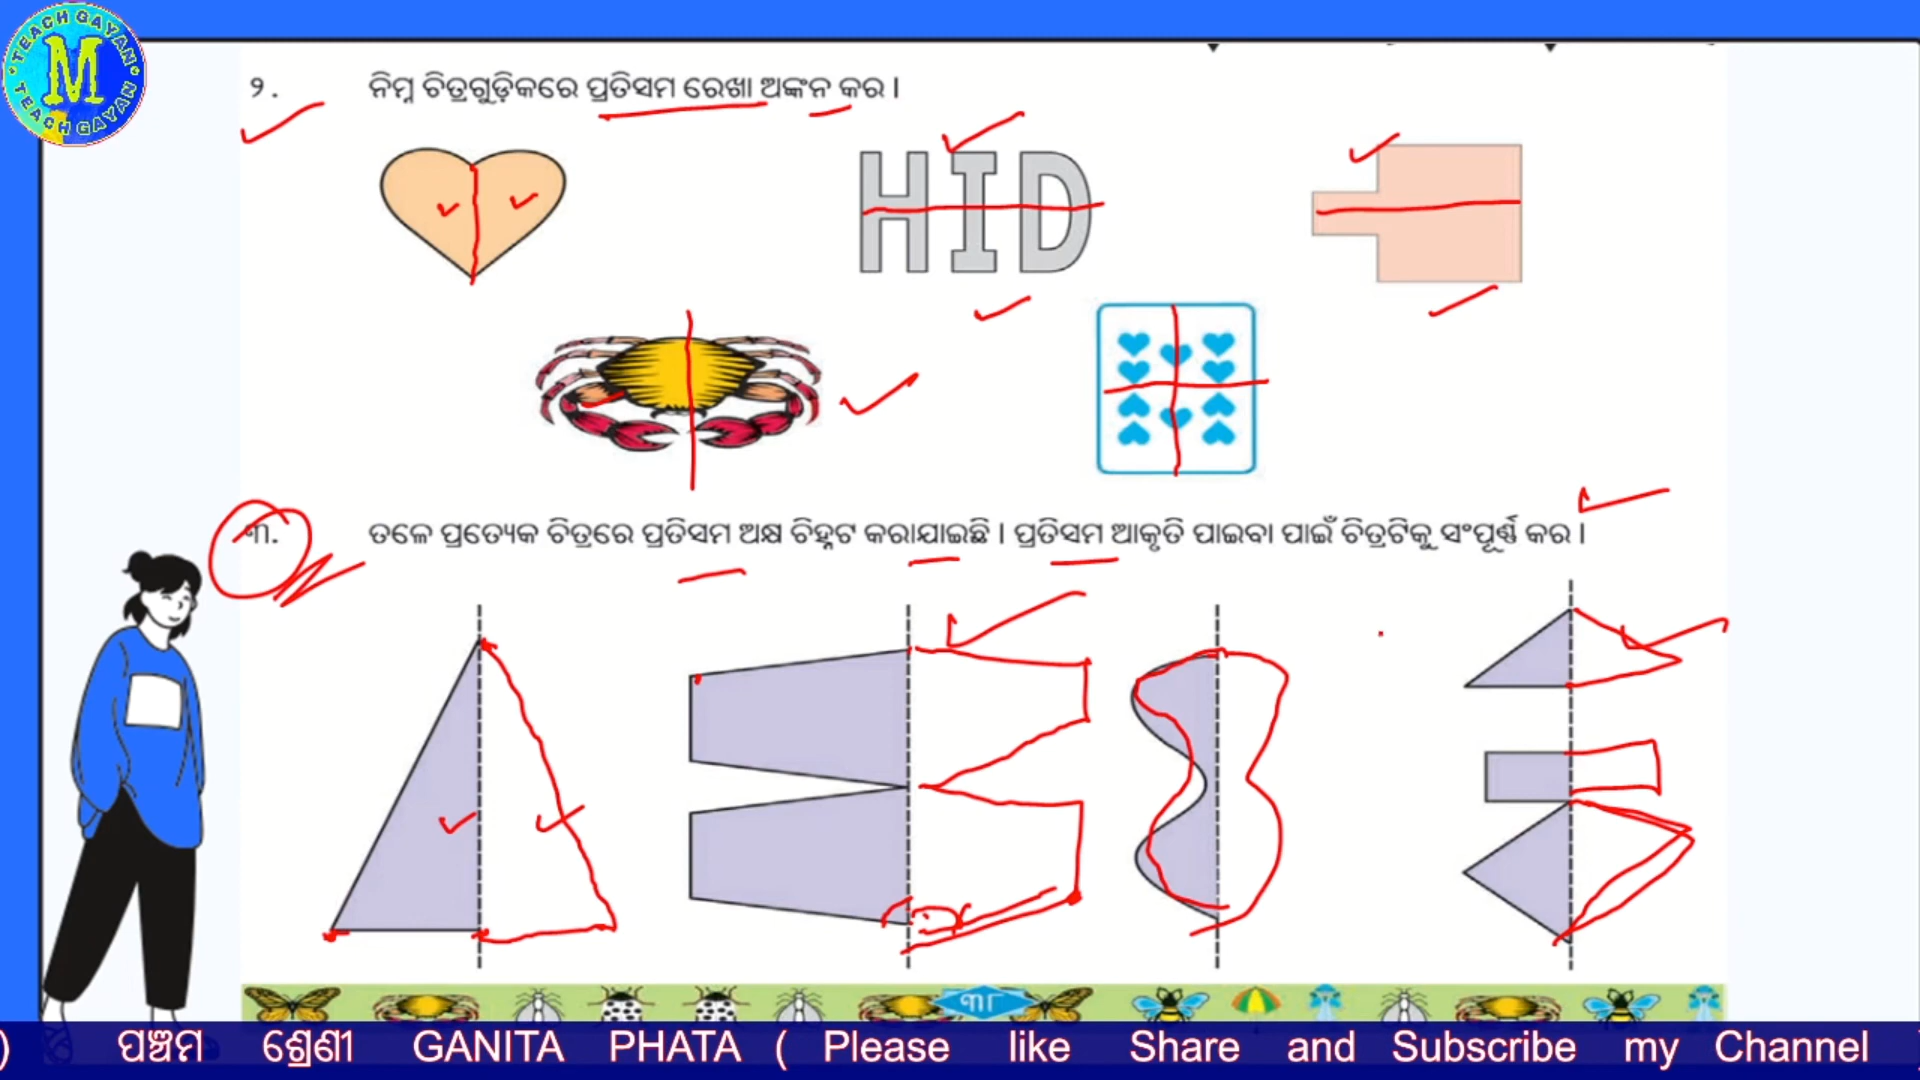 TEACH GAYAN
M
TEACH GAYAN
୨. ନିମ୍ନ ଚିତ୍ରଗୁଡ଼ିକରେ ପ୍ରତିସମ ରେଖା ଅଙ୍କନ କର ।
HID
୩. ତଳେ ପ୍ରତ୍ୟେକ ଚିତ୍ରରେ ପ୍ରତିସମ ଅକ୍ଷ ଚିହ୍ନଟ କରାଯାଇଛି । ପ୍ରତିସମ ଆକୃତି ପାଇବା ପାଇଁ ଚିତ୍ରଟିକୁ ସଂପୂର୍ଣ୍ଣ କର ।
୩୮
) ପଞ୍ଚମ ଶ୍ରେଣୀ GANITA PHATA ( Please like Share and Subscribe my Channel )